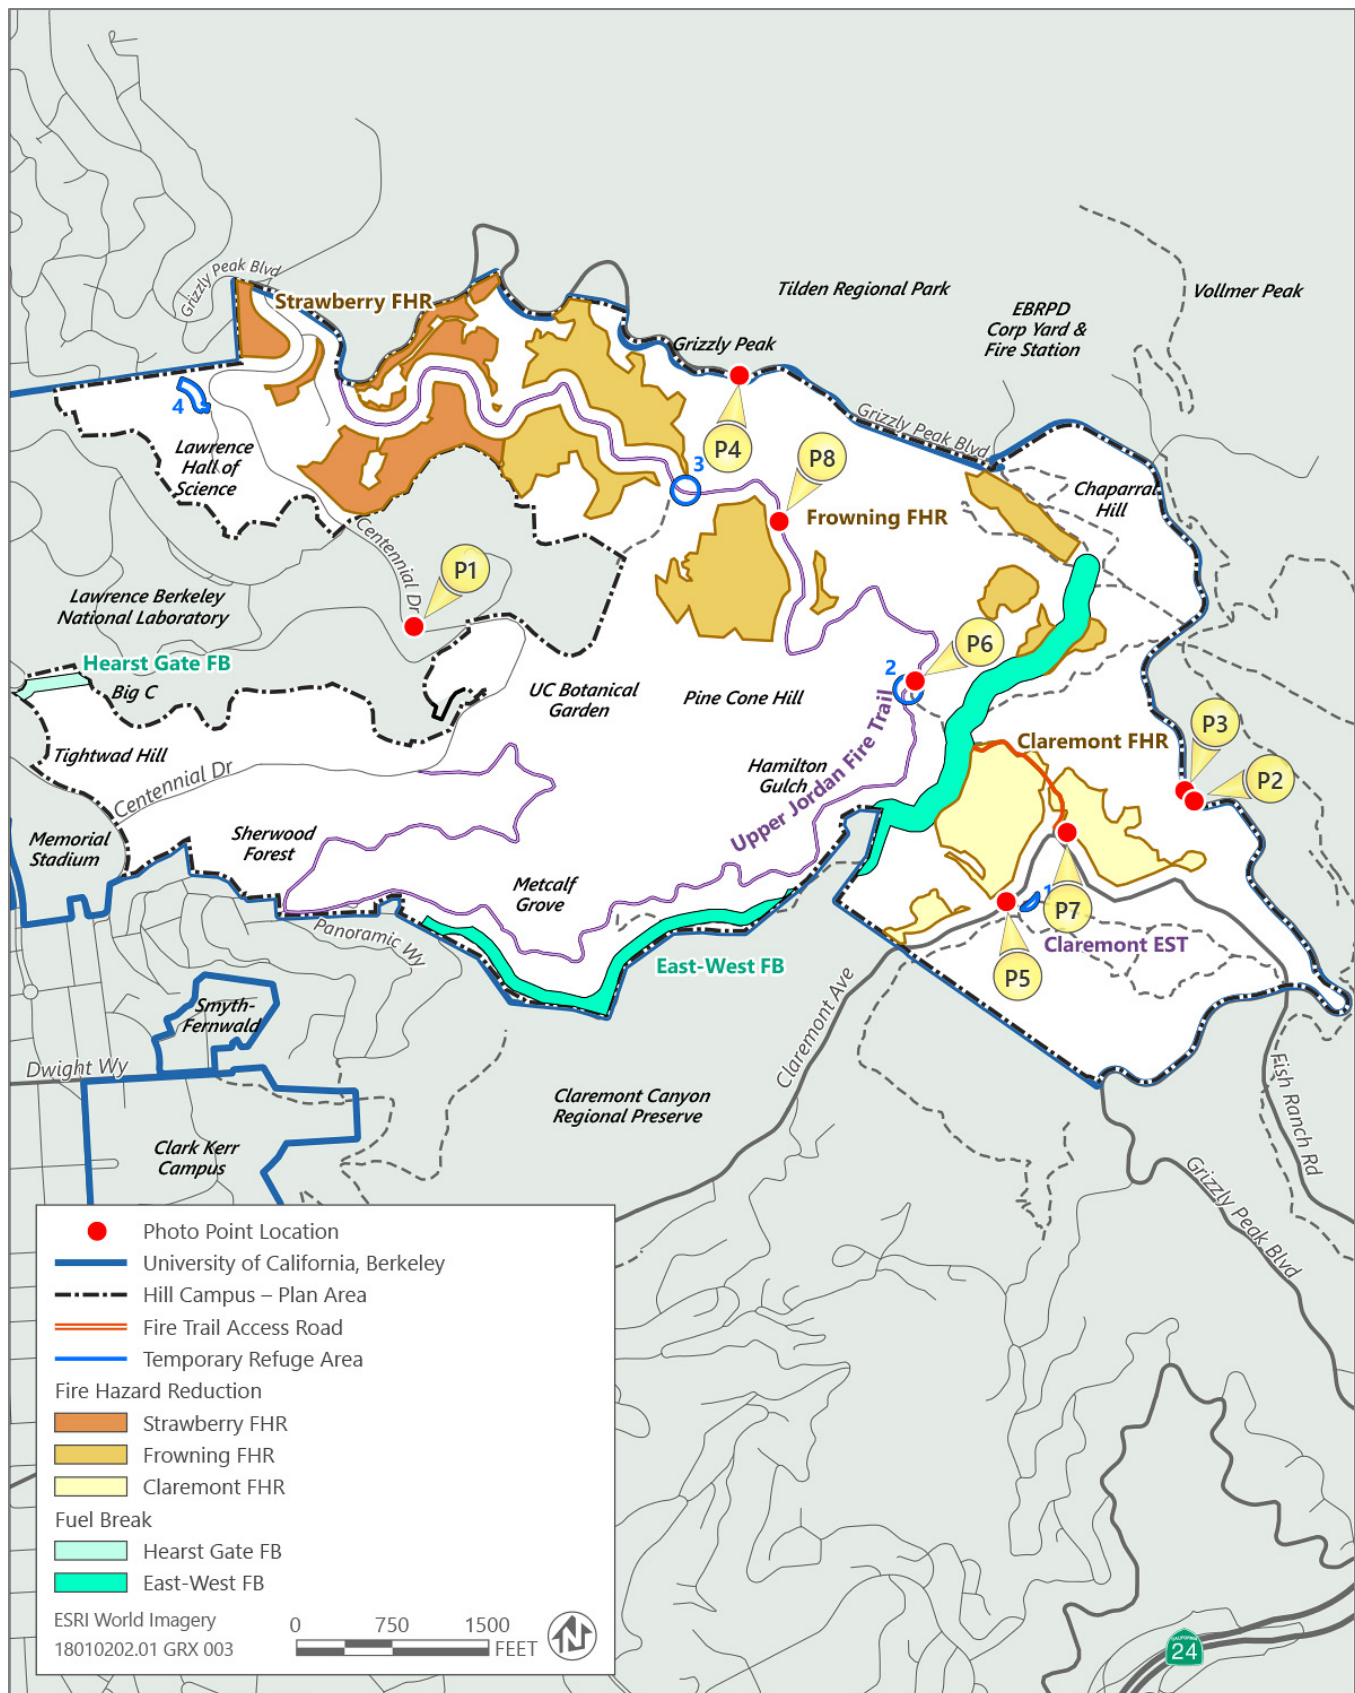 Grizzly Peak Blvd
Strawberry FHR
Tilden Regional Park
Vollmer Peak
EBRPD
Corp Yard &
Fire Station
Grizzly Peak
4
Lawrence
Hall of
Science
P4
3
P8
Grizzly Peak Blvd
Chaparral
Hill
Frowning FHR
Centennial Dr
P1
Lawrence Berkeley
National Laboratory
Hearst Gate FB
Big C
P6
2
UC Botanical
Garden
Pine Cone Hill
Tightwad Hill
Centennial Dr
Upper Jordan Fire Trail
Claremont FHR
P3
P2
Hamilton
Gulch
Memorial
Stadium
Sherwood
Forest
Metcalf
Grove
1
P7
Panoramic Wy
East-West FB
Claremont EST
P5
Smyth-
Fernwald
Dwight Wy
Claremont Ave
Claremont Canyon
Regional Preserve
Fish Ranch Rd
Clark Kerr
Campus
Grizzly Peak Blvd
Photo Point Location
University of California, Berkeley
Hill Campus – Plan Area
Fire Trail Access Road
Temporary Refuge Area
Fire Hazard Reduction
Strawberry FHR
Frowning FHR
Claremont FHR
Fuel Break
Hearst Gate FB
East-West FB
ESRI World Imagery
18010202.01 GRX 003
0 750 1500
FEET
N
CALIFORNIA
24